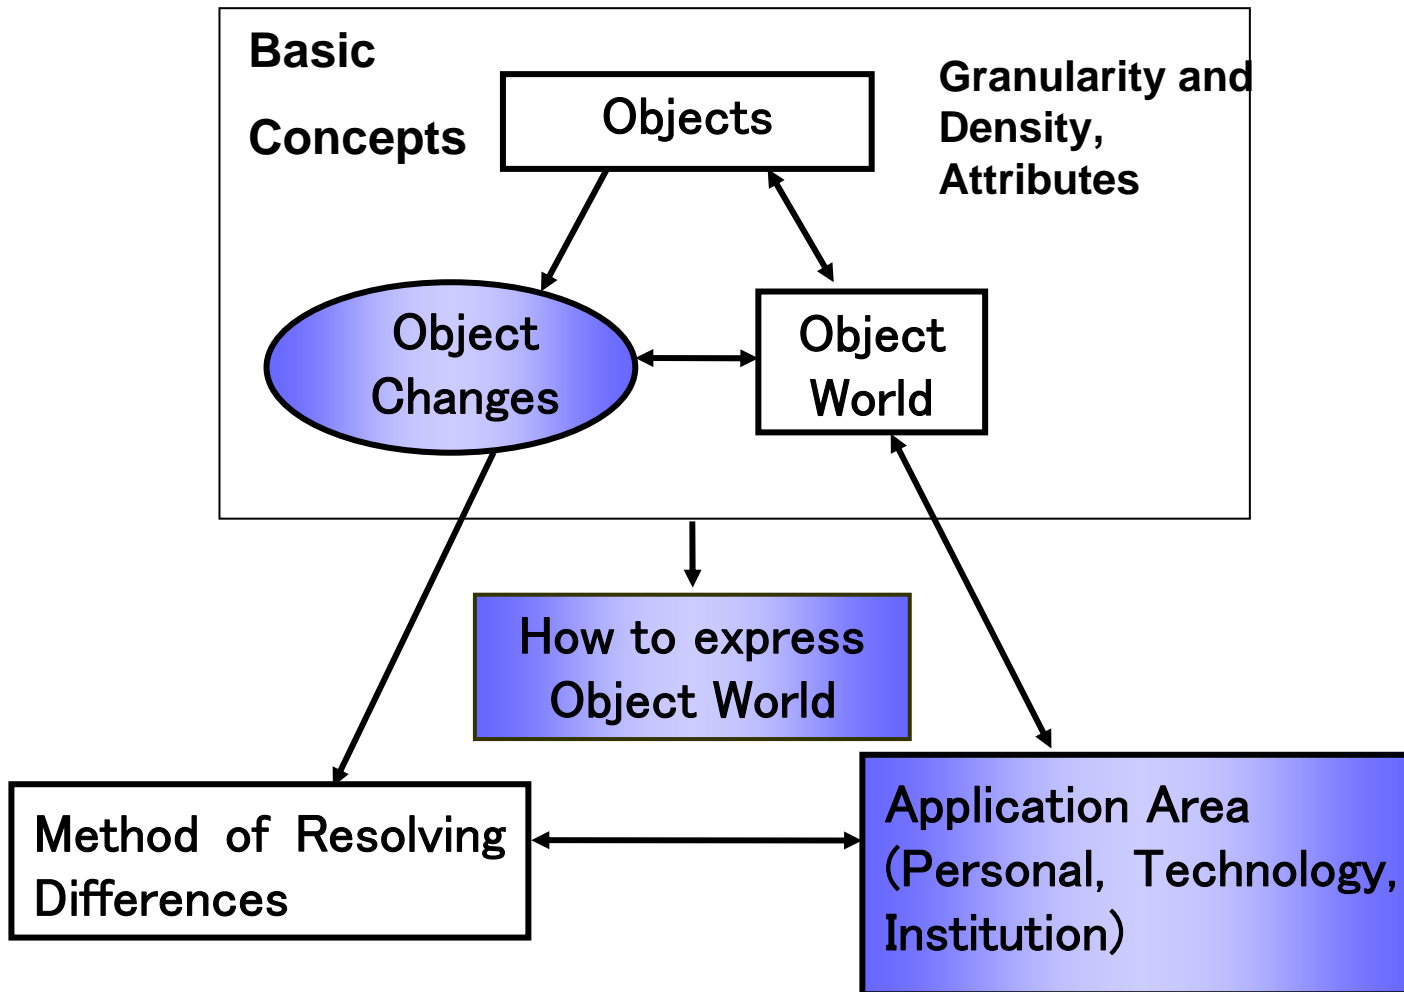 Basic
Concepts
Objects
Granularity and
Density,
Attributes
Object
Changes
Object
World
How to express
Object World
Method of Resolving
Differences
Application Area
(Personal, Technology,
Institution)